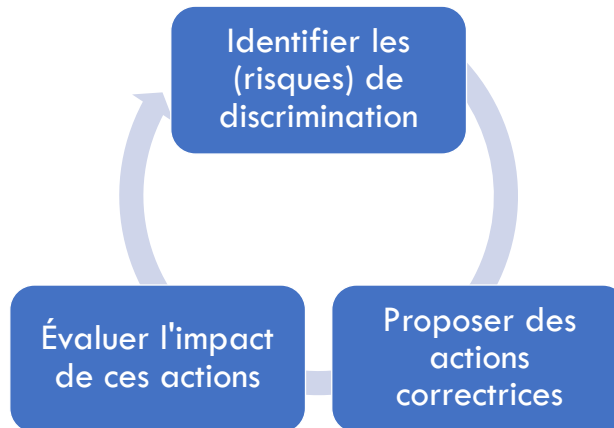 Identifier les
(risques) de
discrimination
Proposer des
actions
correctrices
Évaluer l'impact
de ces actions